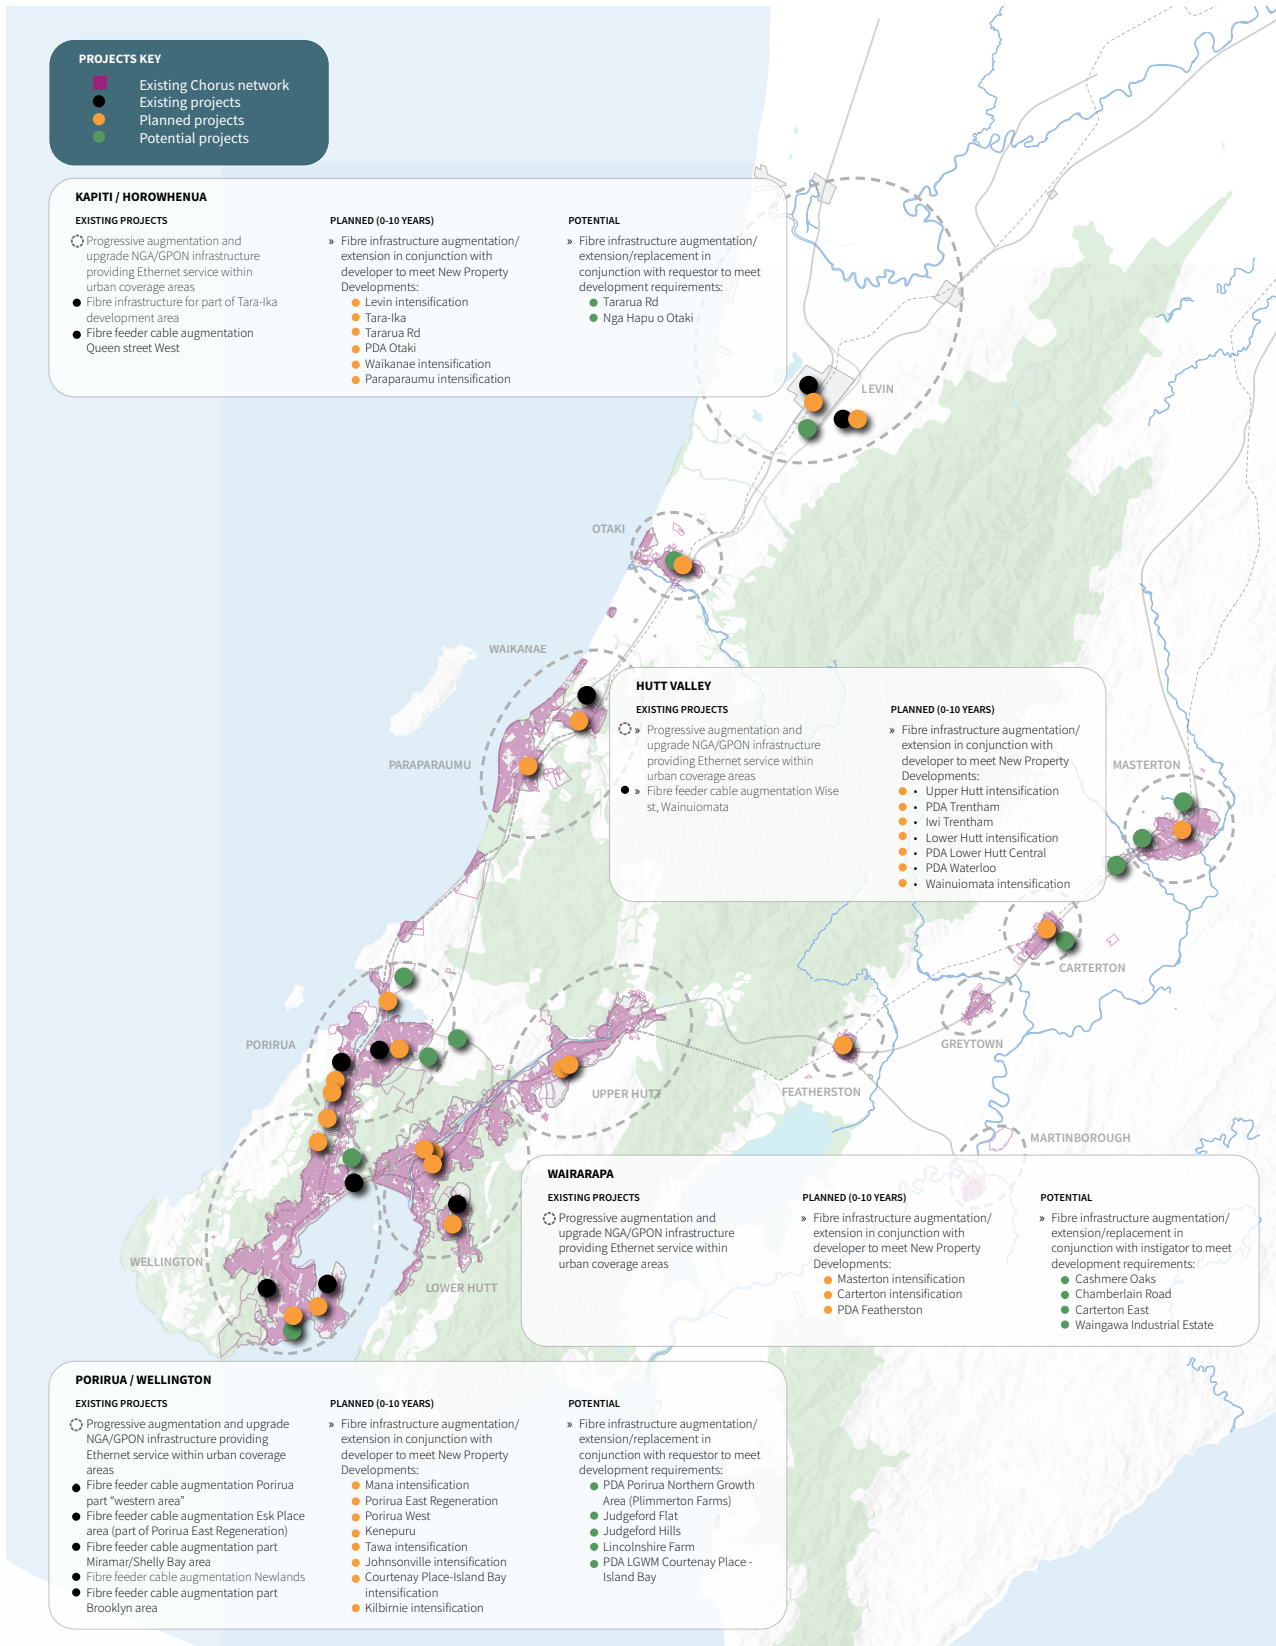 PROJECTS KEY
Existing Chorus network
Existing projects
Planned projects
Potential projects
KAPITI / HOROWHENUA
EXISTING PROJECTS
Progressive augmentation and
upgrade NGA/GPON infrastructure
providing Ethernet service within
urban coverage areas
Fibre infrastructure for part of Tara-Ika
development area
Fibre feeder cable augmentation
Queen street West
PLANNED (0-10 YEARS)
» Fibre infrastructure augmentation/
extension in conjunction with
developer to meet New Property
Developments:
Levin intensification
Tara-Ika
Tararua Rd
PDA Otaki
Waikanae intensification
Paraparaumu intensification
POTENTIAL
» Fibre infrastructure augmentation/
extension/replacement in
conjunction with requestor to meet
development requirements:
Tararua Rd
Nga Hapu o Otaki
LEVIN
OTAKI
WAIKANAE
PARAPARAUMU
HUTT VALLEY
EXISTING PROJECTS
» Progressive augmentation and
upgrade NGA/GPON infrastructure
providing Ethernet service within
urban coverage areas
» Fibre feeder cable augmentation Wise
st, Wainuiomata
PLANNED (0-10 YEARS)
» Fibre infrastructure augmentation/
extension in conjunction with
developer to meet New Property
Developments:
• Upper Hutt intensification
• PDA Trentham
• Iwi Trentham
• Lower Hutt intensification
• PDA Lower Hutt Central
• PDA Waterloo
• Wainuiomata intensification
MASTERTON
CARTERTON
GREYTOWN
PORIRUA
UPPER HUTT
FEATHERSTON
MARTINBOROUGH
WELLINGTON
LOWER HUTT
WAIRARAPA
EXISTING PROJECTS
Progressive augmentation and
upgrade NGA/GPON infrastructure
providing Ethernet service within
urban coverage areas
PLANNED (0-10 YEARS)
» Fibre infrastructure augmentation/
extension in conjunction with
developer to meet New Property
Developments:
Masterton intensification
Carterton intensification
PDA Featherston
POTENTIAL
» Fibre infrastructure augmentation/
extension/replacement in
conjunction with instigator to meet
development requirements:
Cashmere Oaks
Chamberlain Road
Carterton East
Waingawa Industrial Estate
PORIRUA / WELLINGTON
EXISTING PROJECTS
Progressive augmentation and upgrade
NGA/GPON infrastructure providing
Ethernet service within urban coverage
areas
Fibre feeder cable augmentation Porirua
part “western area”
Fibre feeder cable augmentation Esk Place
area (part of Porirua East Regeneration)
Fibre feeder cable augmentation part
Miramar/Shelly Bay area
Fibre feeder cable augmentation Newlands
Fibre feeder cable augmentation part
Brooklyn area
PLANNED (0-10 YEARS)
» Fibre infrastructure augmentation/
extension in conjunction with
developer to meet New Property
Developments:
Mana intensification
Porirua East Regeneration
Porirua West
Kenepuru
Tawa intensification
Johnsonville intensification
Courtenay Place-Island Bay
intensification
Kilbirnie intensification
POTENTIAL
» Fibre infrastructure augmentation/
extension/replacement in
conjunction with requestor to meet
development requirements:
PDA Porirua Northern Growth
Area (Plimmerton Farms)
Judgeford Flat
Judgeford Hills
Lincolnshire Farm
PDA LGWM Courtenay Place -
Island Bay